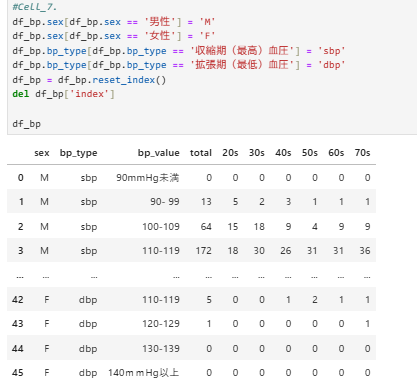 #Cell_7.
df_bp.sex[df_bp.sex == '男性'] = 'M'
df_bp.sex[df_bp.sex == '女性'] = 'F'
df_bp.bp_type[df_bp.bp_type == '収縮期（最高）血圧'] = 'sbp'
df_bp.bp_type[df_bp.bp_type == '拡張期（最低）血圧'] = 'dbp'
df_bp = df_bp.reset_index()
del df_bp['index']
df_bp
sex bp_type bp_value total 20s 30s 40s 50s 60s 70s
0 M sbp 90mmHg未満 0 0 0 0 0 0 0
1 M sbp 90- 99 13 5 2 3 1 1 1
2 M sbp 100-109 64 15 18 9 4 9 9
3 M sbp 110-119 172 18 30 26 31 31 36
... ... ... ... ... ... ... ... ... ... ...
42 F dbp 110-119 5 0 0 1 2 1 1
43 F dbp 120-129 1 0 0 0 0 0 1
44 F dbp 130-139 0 0 0 0 0 0 0
45 F dbp 140ｍｍHg以上 0 0 0 0 0 0 0